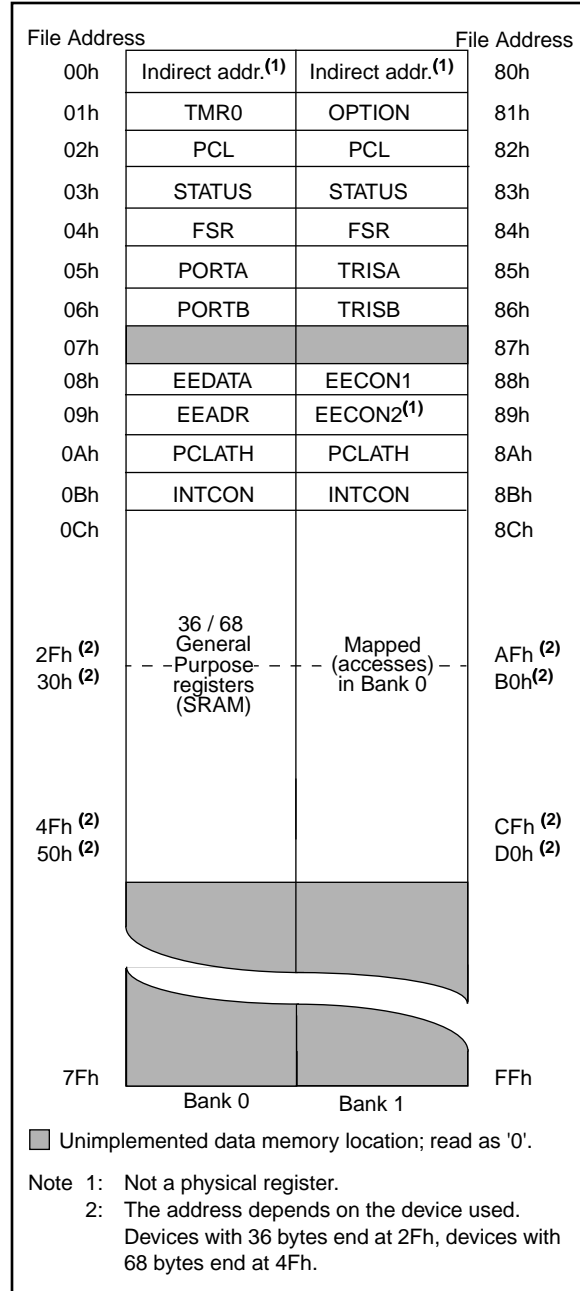 File Address File Address
00h Indirect addr.(1) Indirect addr.(1) 80h
01h TMR0 OPTION 81h
02h PCL PCL 82h
03h STATUS STATUS 83h
04h FSR FSR 84h
05h PORTA TRISA 85h
06h PORTB TRISB 86h
07h 87h
08h EEDATA EECON1 88h
09h EEADR EECON2(1) 89h
0Ah PCLATH PCLATH 8Ah
0Bh INTCON INTCON 8Bh
0Ch 8Ch
36 / 68
General
Purpose
registers
(SRAM)
Mapped
(accesses)
in Bank 0
2Fh (2) AFh (2)
30h (2) B0h(2)
4Fh (2) CFh (2)
50h (2) D0h (2)
7Fh FFh
Bank 0 Bank 1
Unimplemented data memory location; read as '0'.
Note 1: Not a physical register.
2: The address depends on the device used.
Devices with 36 bytes end at 2Fh, devices with
68 bytes end at 4Fh.